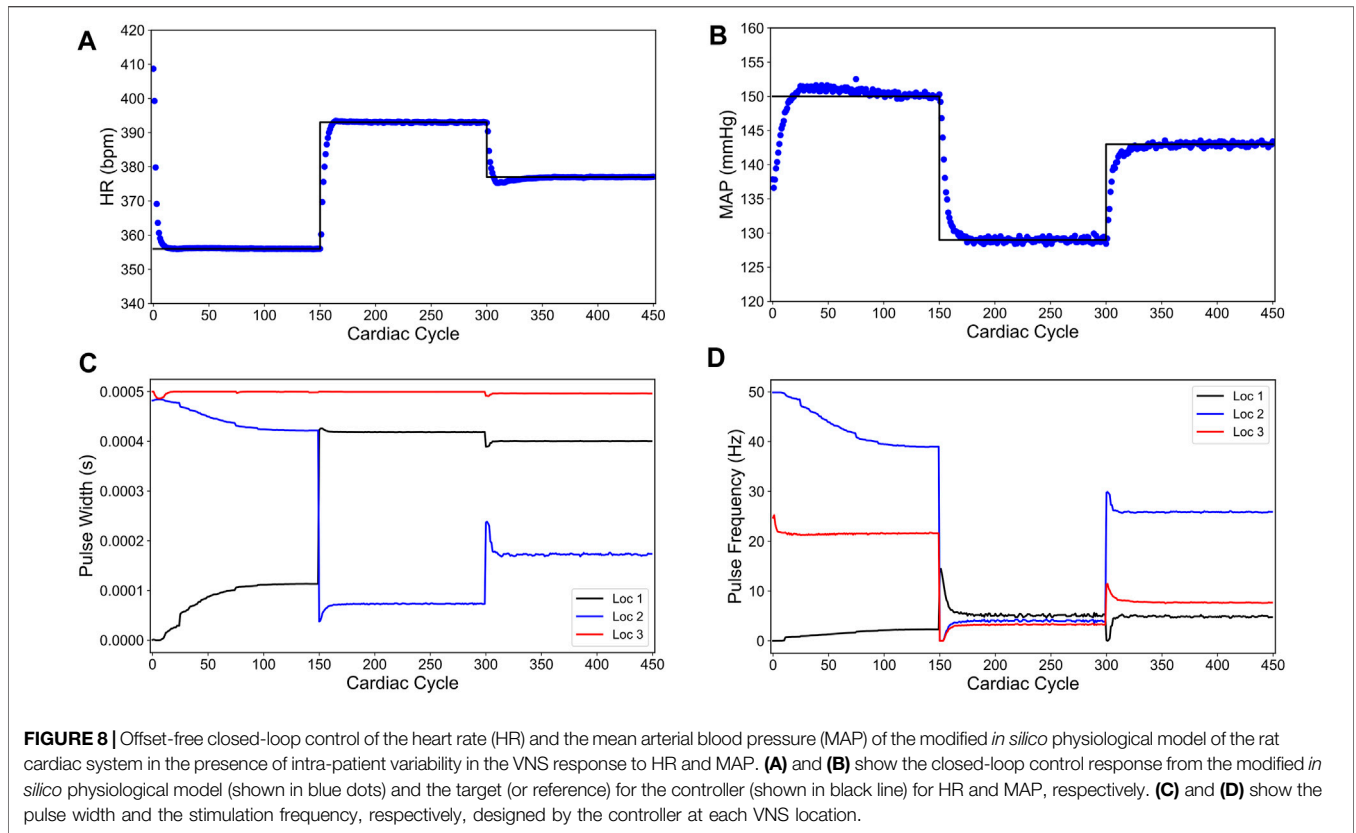 A
HR (bpm)
420
410
400
390
380
370
360
350
340
0 50 100 150 200 250 300 350 400 450
Cardiac Cycle
B
MAP (mmHg)
160
155
150
145
140
135
130
125
120
0 50 100 150 200 250 300 350 400 450
Cardiac Cycle
C
Pulse Width (s)
0.0005
0.0004
0.0003
0.0002
0.0001
0.0000
Loc 1
Loc 2
Loc 3
0 50 100 150 200 250 300 350 400 450
Cardiac Cycle
D
Pulse Frequency (Hz)
50
40
30
20
10
0
Loc 1
Loc 2
Loc 3
0 50 100 150 200 250 300 350 400 450
Cardiac Cycle
FIGURE 8 | Offset-free closed-loop control of the heart rate (HR) and the mean arterial blood pressure (MAP) of the modified in silico physiological model of the rat
cardiac system in the presence of intra-patient variability in the VNS response to HR and MAP. (A) and (B) show the closed-loop control response from the modified in
silico physiological model (shown in blue dots) and the target (or reference) for the controller (shown in black line) for HR and MAP, respectively. (C) and (D) show the
pulse width and the stimulation frequency, respectively, designed by the controller at each VNS location.